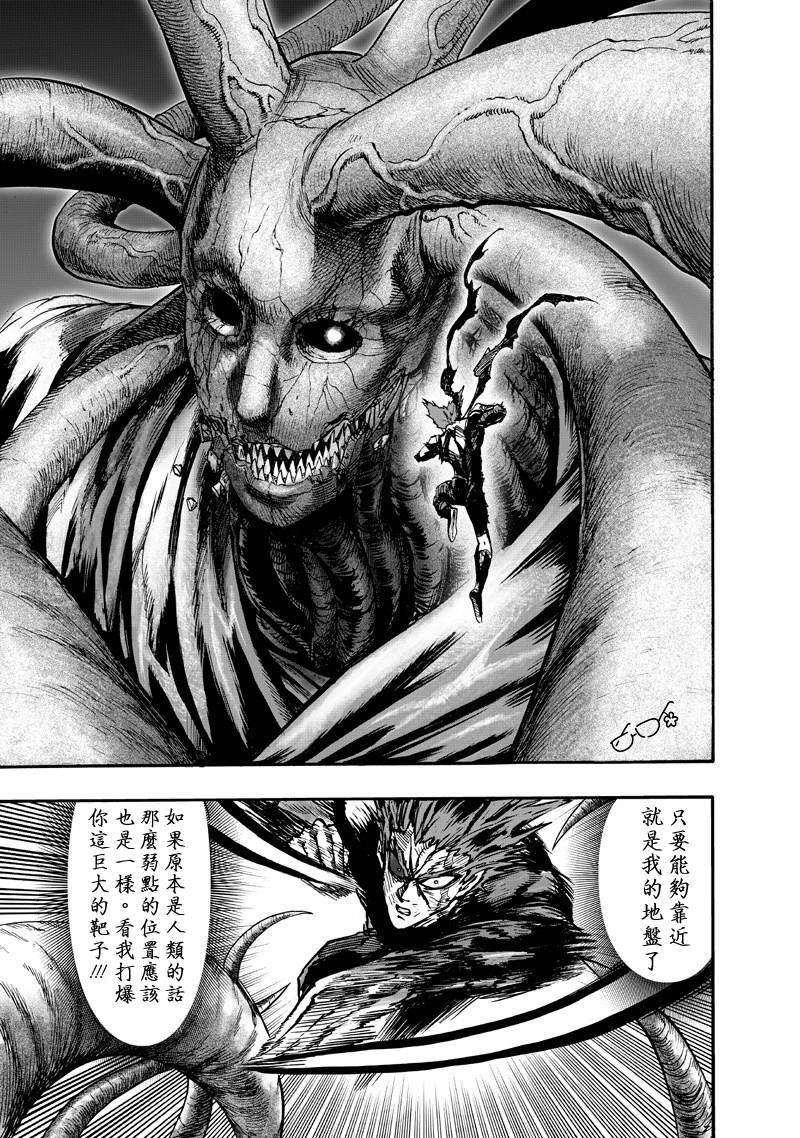 只要能夠靠近
就是我的地盤了
如果原本是人類的話
那麼弱點的位置應該
也是一樣。看我打爆
你這巨大的靶子!!!